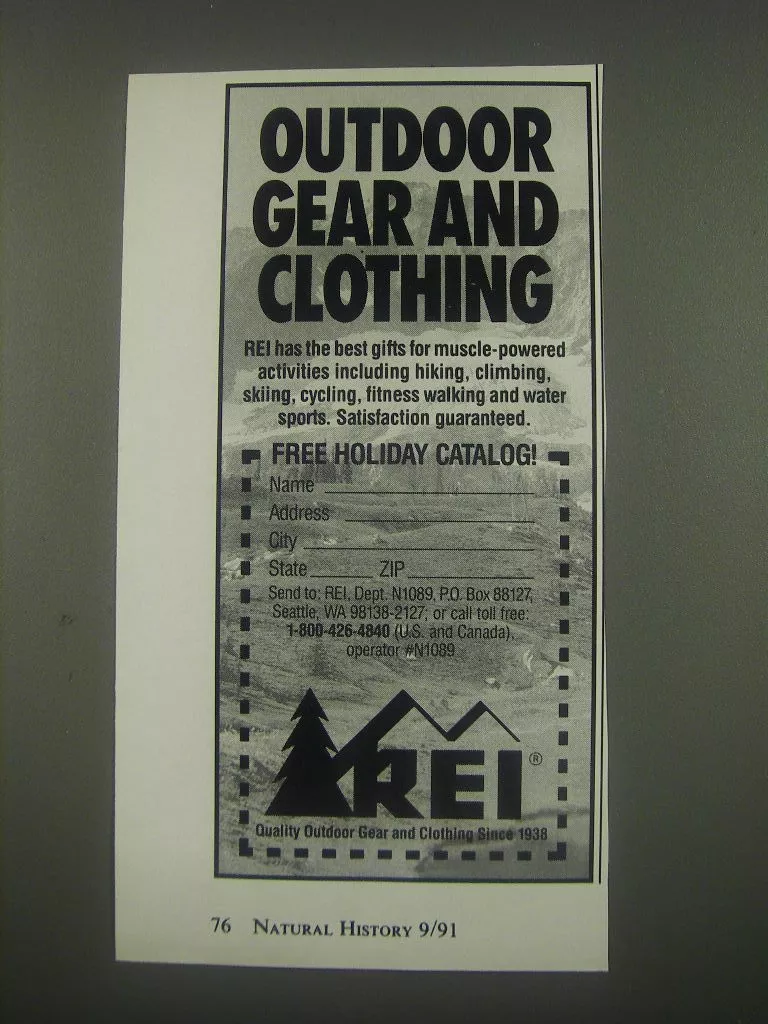 OUTDOOR
GEAR AND
CLOTHING
REI has the best gifts for muscle-powered
activities including hiking, climbing,
skiing, cycling, fitness walking and water
sports. Satisfaction guaranteed.
FREE HOLIDAY CATALOG!
Name
Address
City
State ZIP
Send to: REI, Dept. N1089, P.O. Box 88127,
Seattle, WA 98138-2127; or call toll free:
1-800-426-4840 (U.S. and Canada),
operator #N1089
REI®
Quality Outdoor Gear and Clothing Since 1938
76 NATURAL HISTORY 9/91